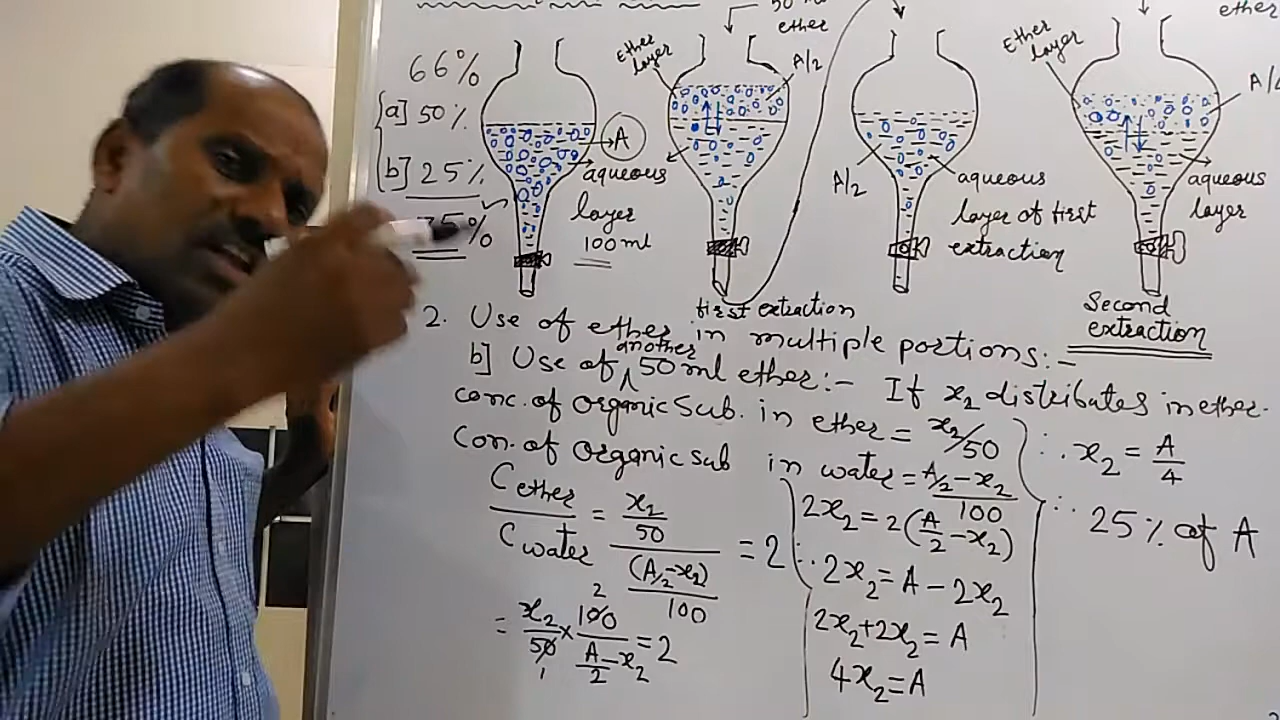 50 ml
ether
ether
66%
a] 50%
b] 25%
75%
A
aqueous
layer
100 ml
Ether
layer
A/2
first extraction
A/2
aqueous
layer of first
extraction
Ether
layer
aqueous
layer
Second
extraction
2. Use of ether in multiple portions:-
b] Use of another 50 ml ether:- If x₂ distributes in ether.
conc. of organic sub. in ether = x₂/50
Con. of organic sub in water = A/2 - x₂ / 100
C ether / C water = x₂/50 / (A/2 - x₂)/100 = 2
= x₂/50 × 100/A/2 - x₂ = 2
2
1
2x₂ = 2(A/2 - x₂)
∴ 2x₂ = A - 2x₂
2x₂ + 2x₂ = A
4x₂ = A
∴ x₂ = A/4
∴ 25% of A